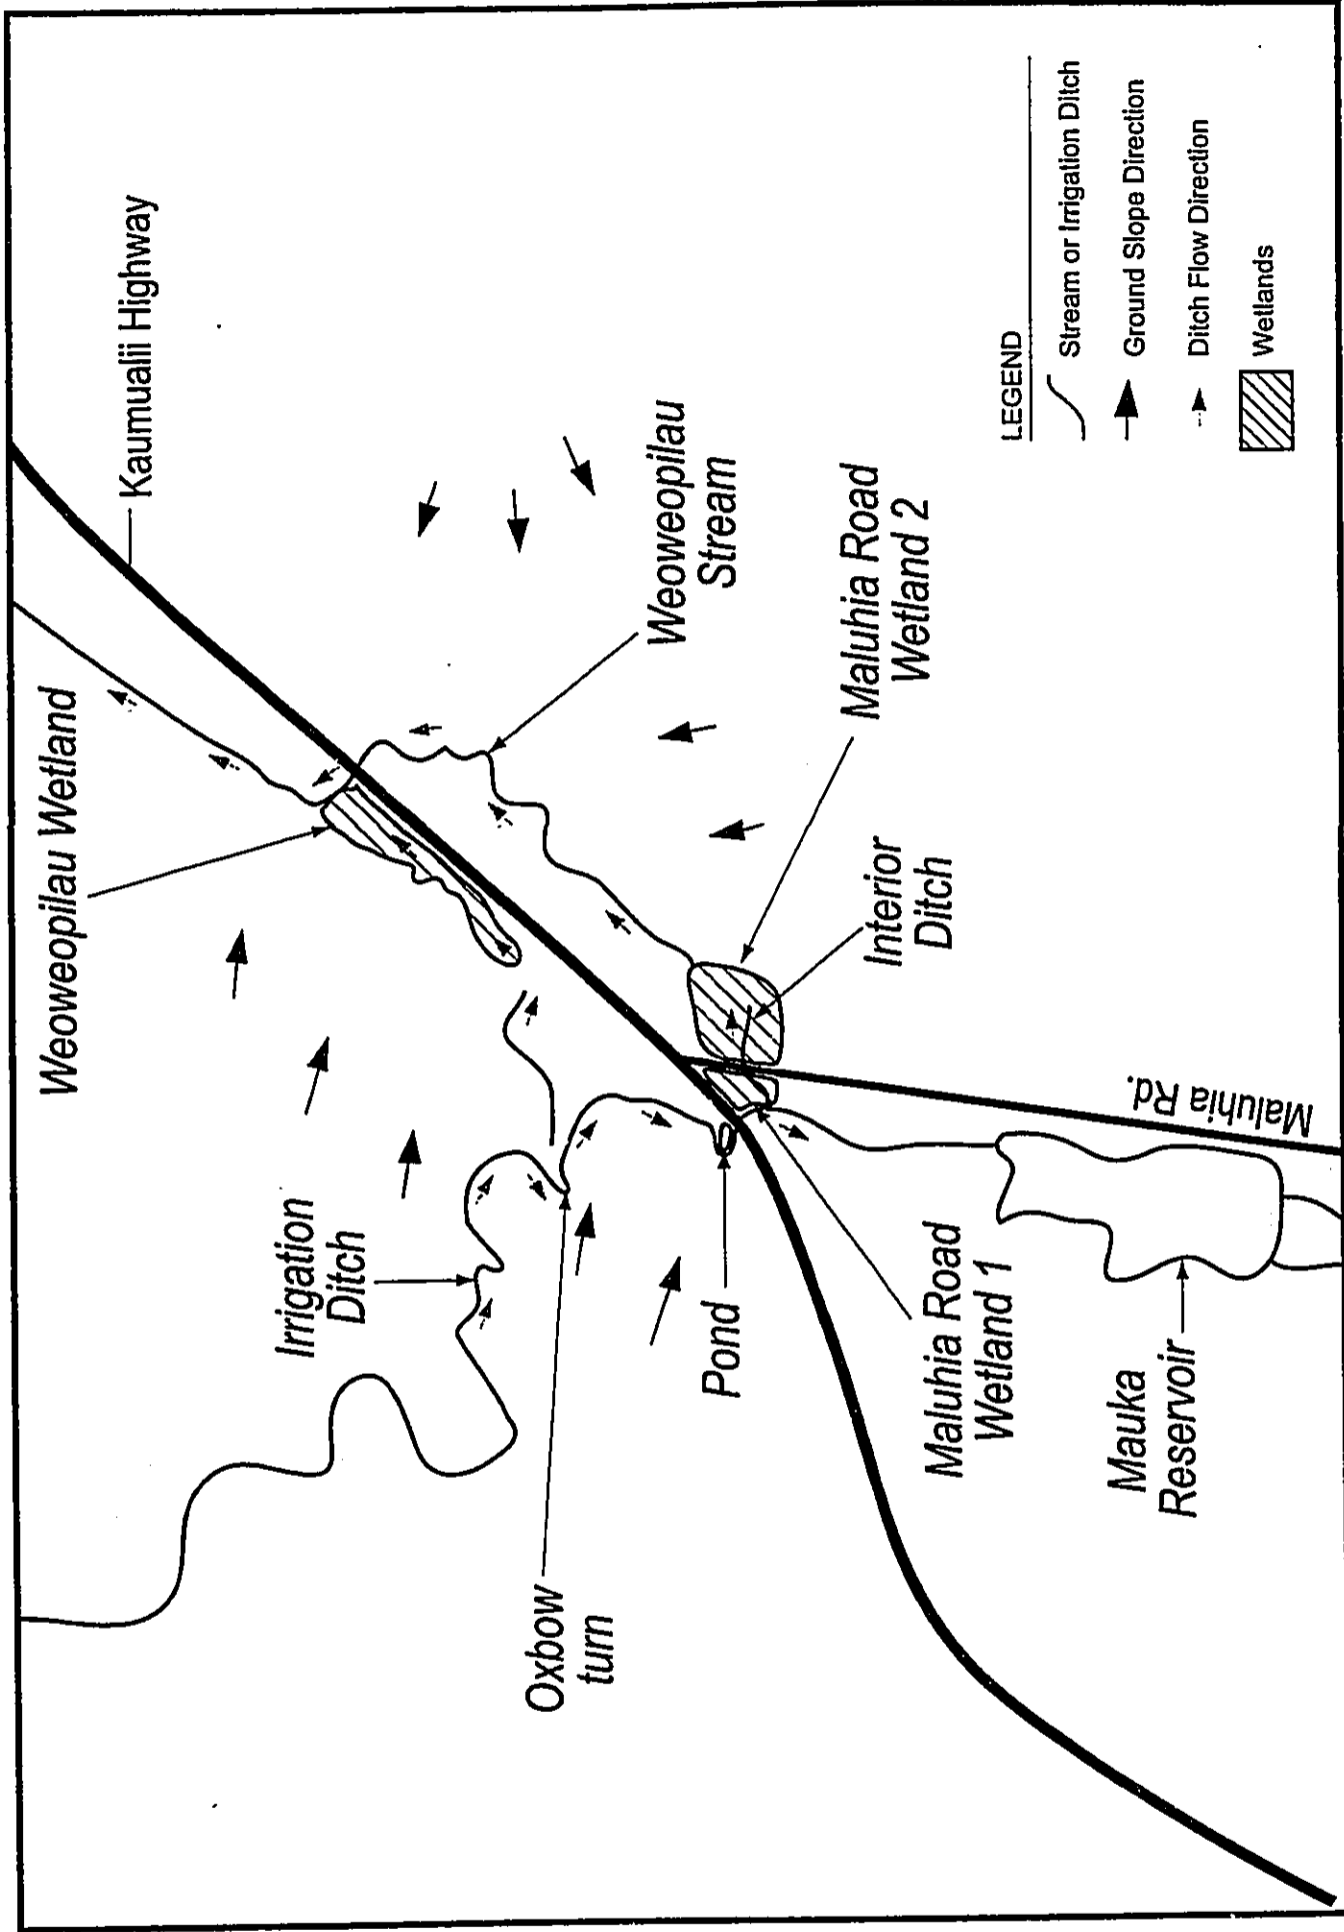 Weoweopilau Wetland
Kaumualii Highway
Irrigation
Ditch
Oxbow
turn
Weoweopilau
Stream
Pond
Maluhia Road
Wetland 2
Interior
Ditch
Maluhia Road
Wetland 1
Mauka
Reservoir
Maluhia Rd.
LEGEND
Stream or Irrigation Ditch
Ground Slope Direction
Ditch Flow Direction
Wetlands